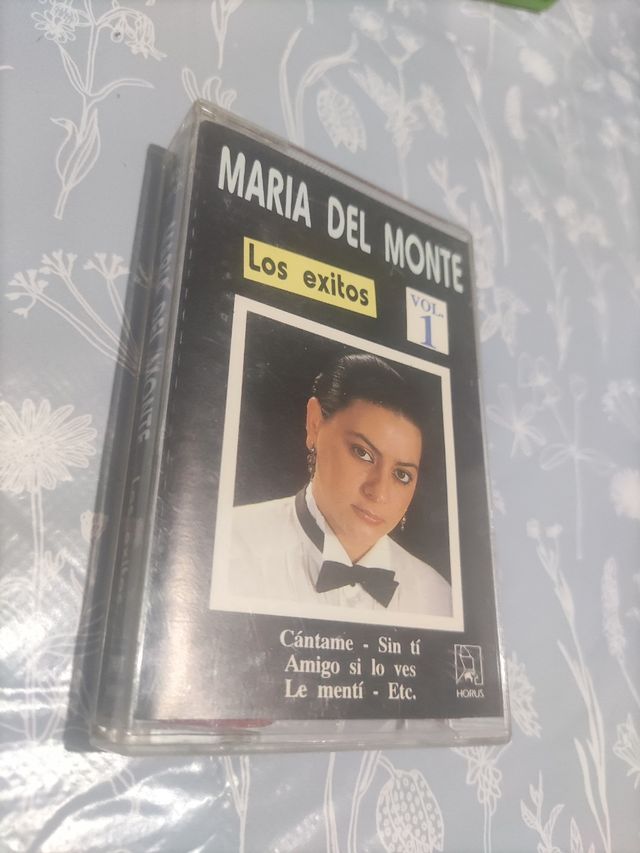 MARIA DEL MONTE
Los exitos
VOL.
1
Cántame - Sin tí
Amigo si lo ves
Le mentí - Etc.
HORUS